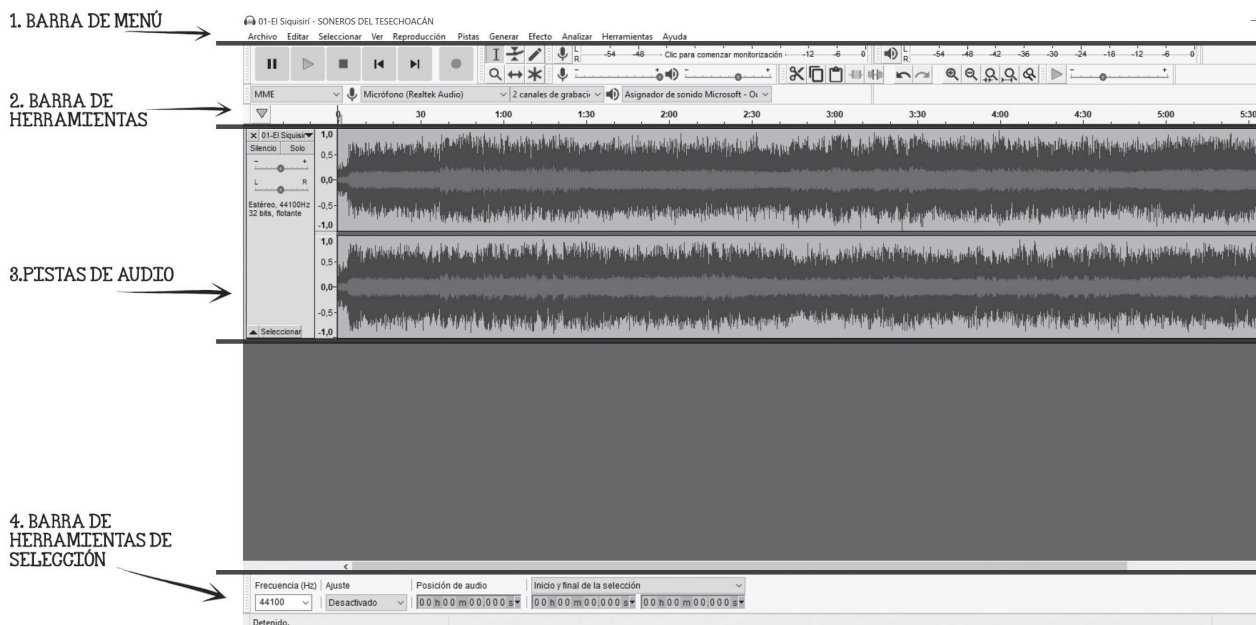 1. BARRA DE MENÚ
01-El Siquisirí - SONEROS DEL TESECHOACÁN
Archivo Editar Seleccionar Ver Reproducción Pistas Generar Efecto Analizar Herramientas Ayuda
L R -54 -48 Clic para comenzar monitorización -12 -6 0
L R -54 -48 -42 -36 -30 -24 -18 -12 -6 0
2. BARRA DE
HERRAMIENTAS
MME Micrófono (Realtek Audio) 2 canales de grabaci Asignador de sonido Microsoft - Ou
0 30 1:00 1:30 2:00 2:30 3:00 3:30 4:00 4:30 5:00 5:30
01-El Siquisir
Silencio Solo
- +
L R
Estéreo, 44100Hz
32 bits, flotante
1,0
0,5
0,0
-0,5
-1,0
3.PISTAS DE AUDIO
1,0
0,5
0,0
-0,5
-1,0
Seleccionar
4. BARRA DE
HERRAMIENTAS DE
SELECCIÓN
Frecuencia (Hz) Ajuste Posición de audio Inicio y final de la selección
44100 Desactivado 00 h 00 m 00,000 s 00 h 00 m 00,000 s 00 h 00 m 00,000 s
Detenido.